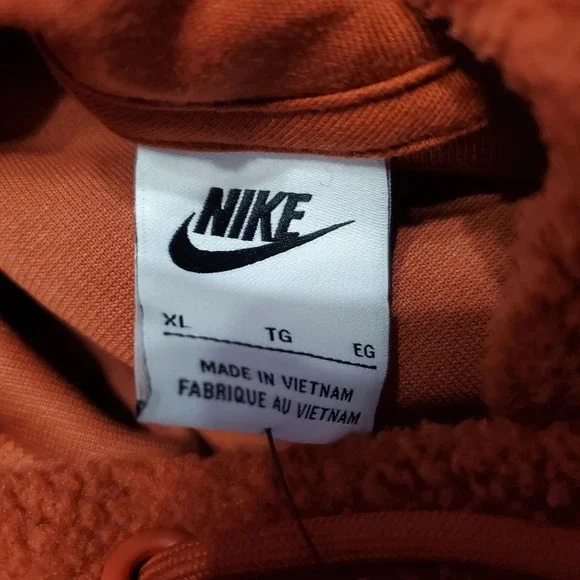 NIKE
XL TG EG
MADE IN VIETNAM
FABRIQUE AU VIETNAM